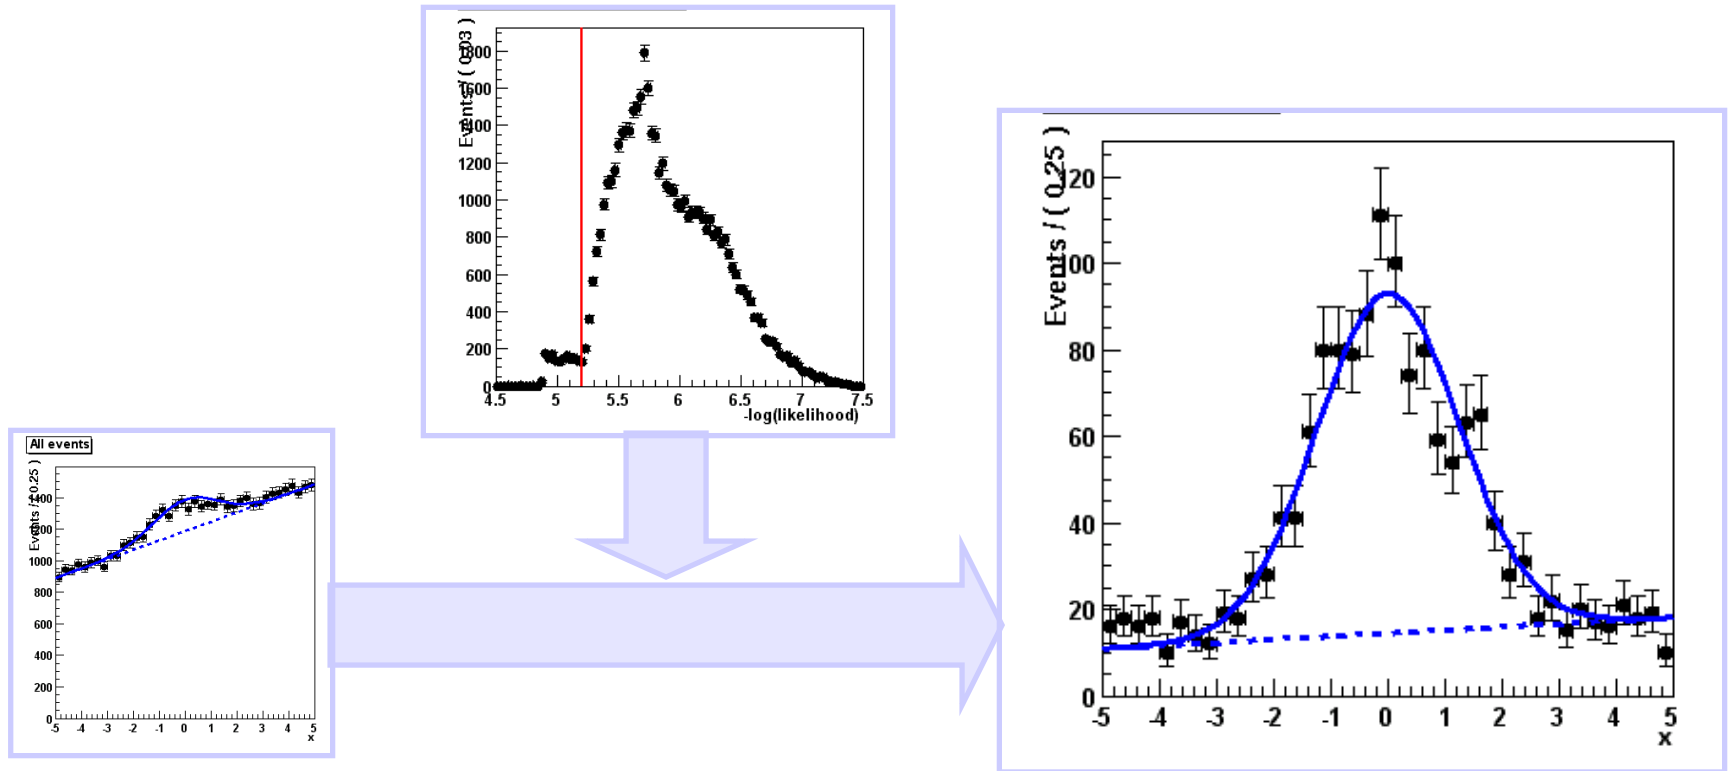 All events
Events / ( 0.25 )
1400
1200
1000
800
600
400
200
0
-5 -4 -3 -2 -1 0 1 2 3 4 5
x
Events / ( 0.03 )
1800
1600
1400
1200
1000
800
600
400
200
0
4.5 5 5.5 6 6.5 7 7.5
-log(likelihood)
Events / ( 0.25 )
120
100
80
60
40
20
0
-5 -4 -3 -2 -1 0 1 2 3 4 5
x